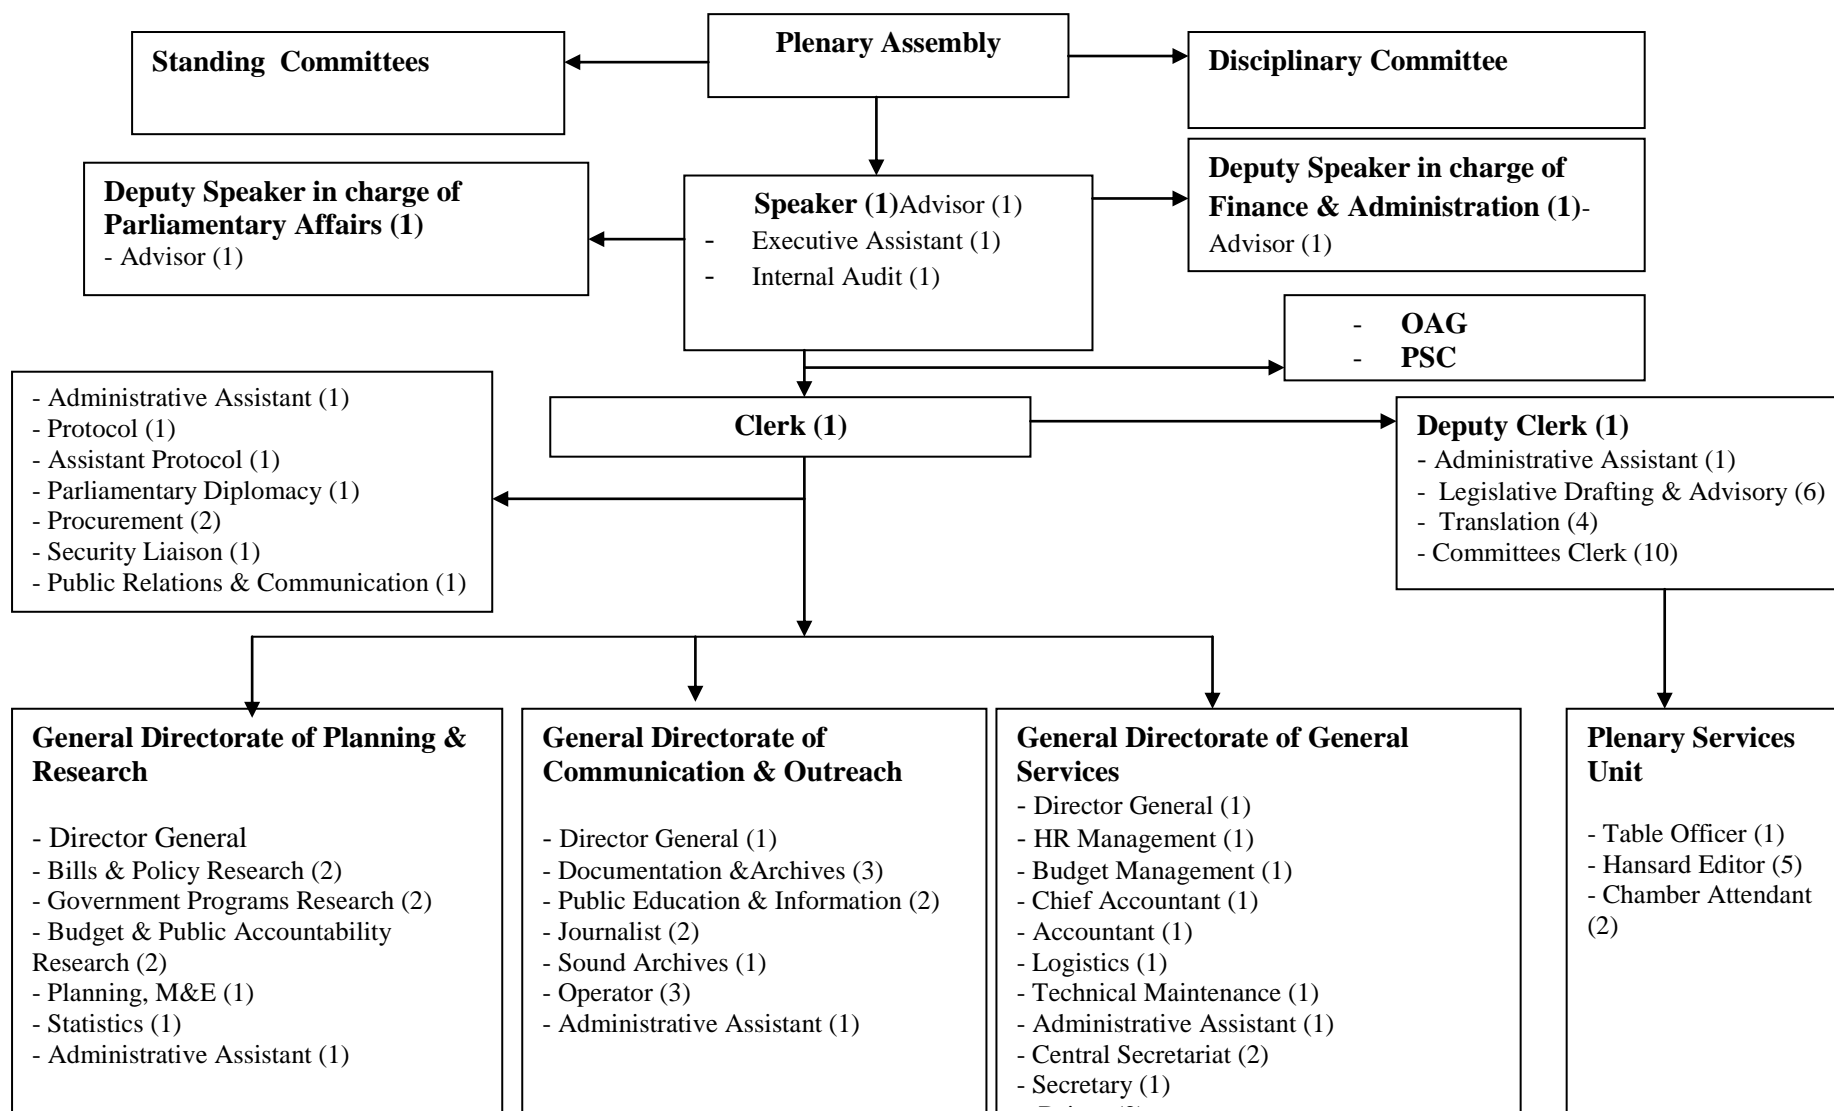 Plenary Assembly
Standing Committees
Disciplinary Committee
Deputy Speaker in charge of
Parliamentary Affairs (1)
- Advisor (1)
Speaker (1)Advisor (1)
- Executive Assistant (1)
- Internal Audit (1)
Deputy Speaker in charge of
Finance & Administration (1)-
Advisor (1)
- OAG
- PSC
- Administrative Assistant (1)
- Protocol (1)
- Assistant Protocol (1)
- Parliamentary Diplomacy (1)
- Procurement (2)
- Security Liaison (1)
- Public Relations & Communication (1)
Clerk (1)
Deputy Clerk (1)
- Administrative Assistant (1)
- Legislative Drafting & Advisory (6)
- Translation (4)
- Committees Clerk (10)
General Directorate of Planning &
Research
- Director General
- Bills & Policy Research (2)
- Government Programs Research (2)
- Budget & Public Accountability
Research (2)
- Planning, M&E (1)
- Statistics (1)
- Administrative Assistant (1)
General Directorate of
Communication & Outreach
- Director General (1)
- Documentation &Archives (3)
- Public Education & Information (2)
- Journalist (2)
- Sound Archives (1)
- Operator (3)
- Administrative Assistant (1)
General Directorate of General
Services
- Director General (1)
- HR Management (1)
- Budget Management (1)
- Chief Accountant (1)
- Accountant (1)
- Logistics (1)
- Technical Maintenance (1)
- Administrative Assistant (1)
- Central Secretariat (2)
- Secretary (1)
Plenary Services
Unit
- Table Officer (1)
- Hansard Editor (5)
- Chamber Attendant
(2)